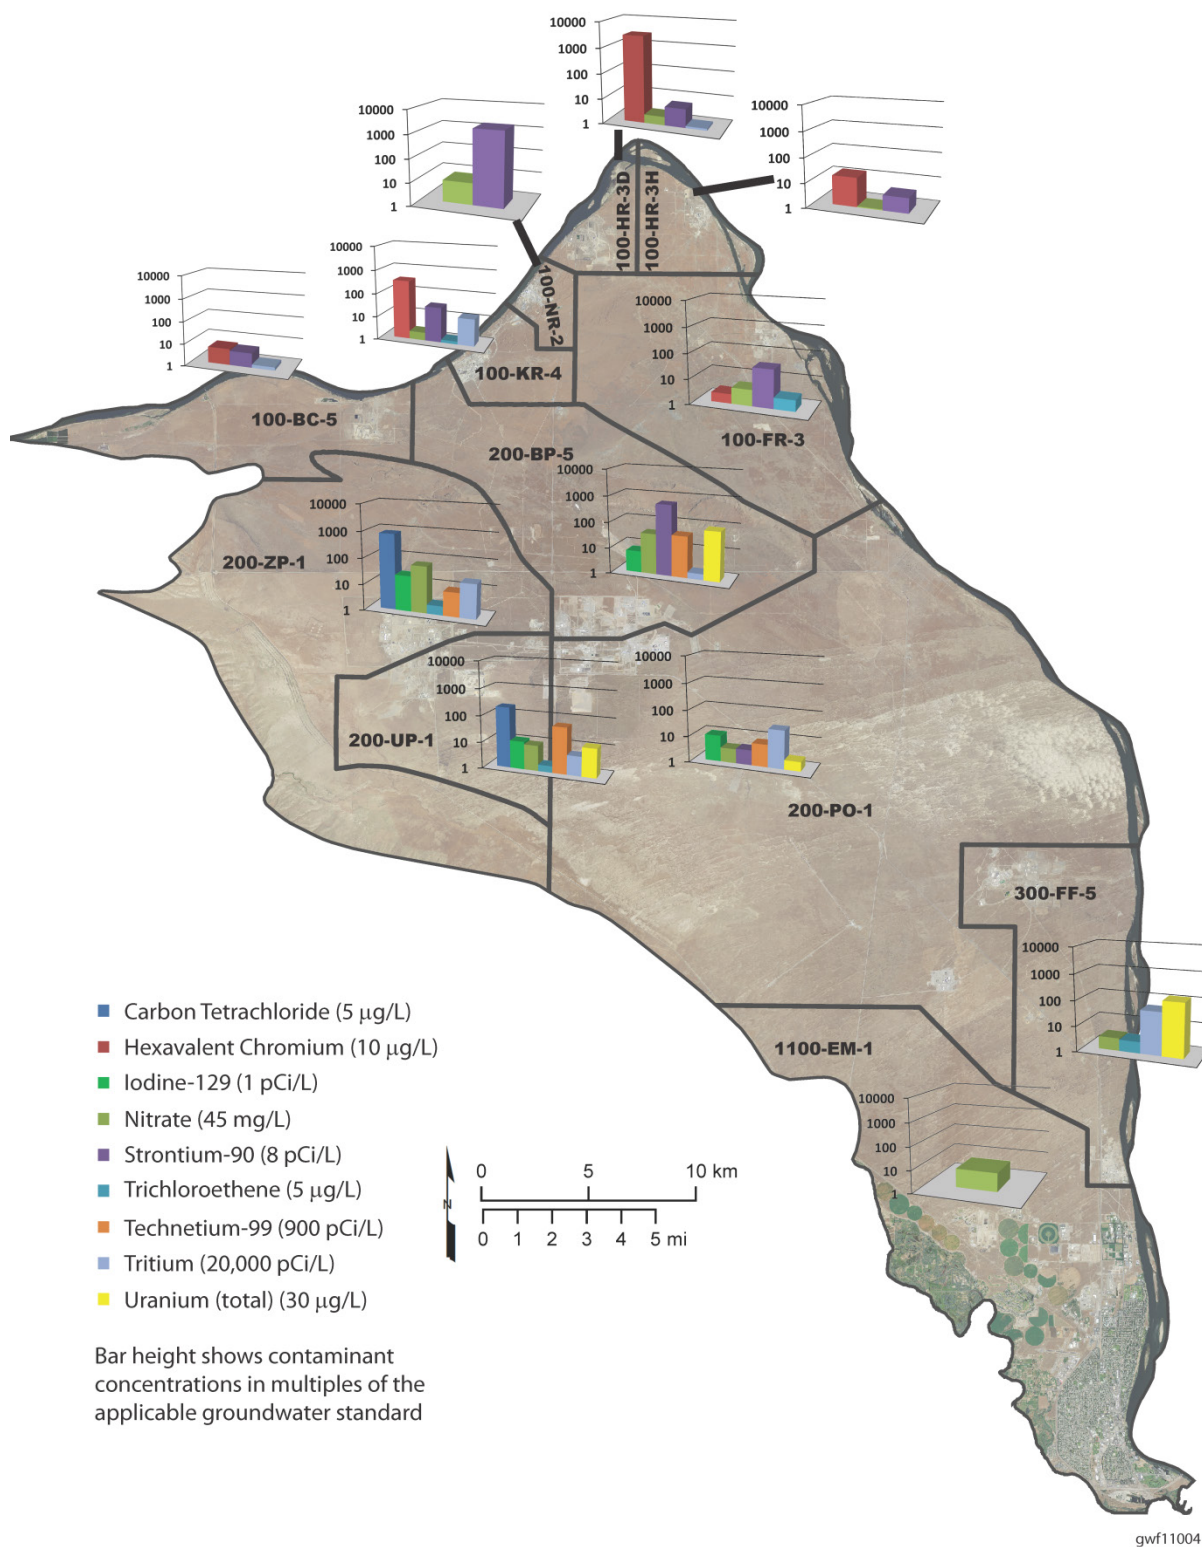 10000
1000
100
10
1
10000
1000
100
10
1
10000
1000
100
10
1
10000
1000
100
10
1
10000
1000
100
10
1
100-HR-3D
100-HR-3H
100-NR-2
10000
1000
100
10
1
100-KR-4
100-BC-5
100-FR-3
200-BP-5
10000
1000
100
10
1
10000
1000
100
10
1
200-ZP-1
10000
1000
100
10
1
200-UP-1
10000
1000
100
10
1
200-PO-1
300-FF-5
10000
1000
100
10
1
1100-EM-1
10000
1000
100
10
1
Carbon Tetrachloride (5 µg/L)
Hexavalent Chromium (10 µg/L)
Iodine-129 (1 pCi/L)
Nitrate (45 mg/L)
Strontium-90 (8 pCi/L)
Trichloroethene (5 µg/L)
Technetium-99 (900 pCi/L)
Tritium (20,000 pCi/L)
Uranium (total) (30 µg/L)
N
0 5 10 km
0 1 2 3 4 5 mi
Bar height shows contaminant
concentrations in multiples of the
applicable groundwater standard
gwf11004